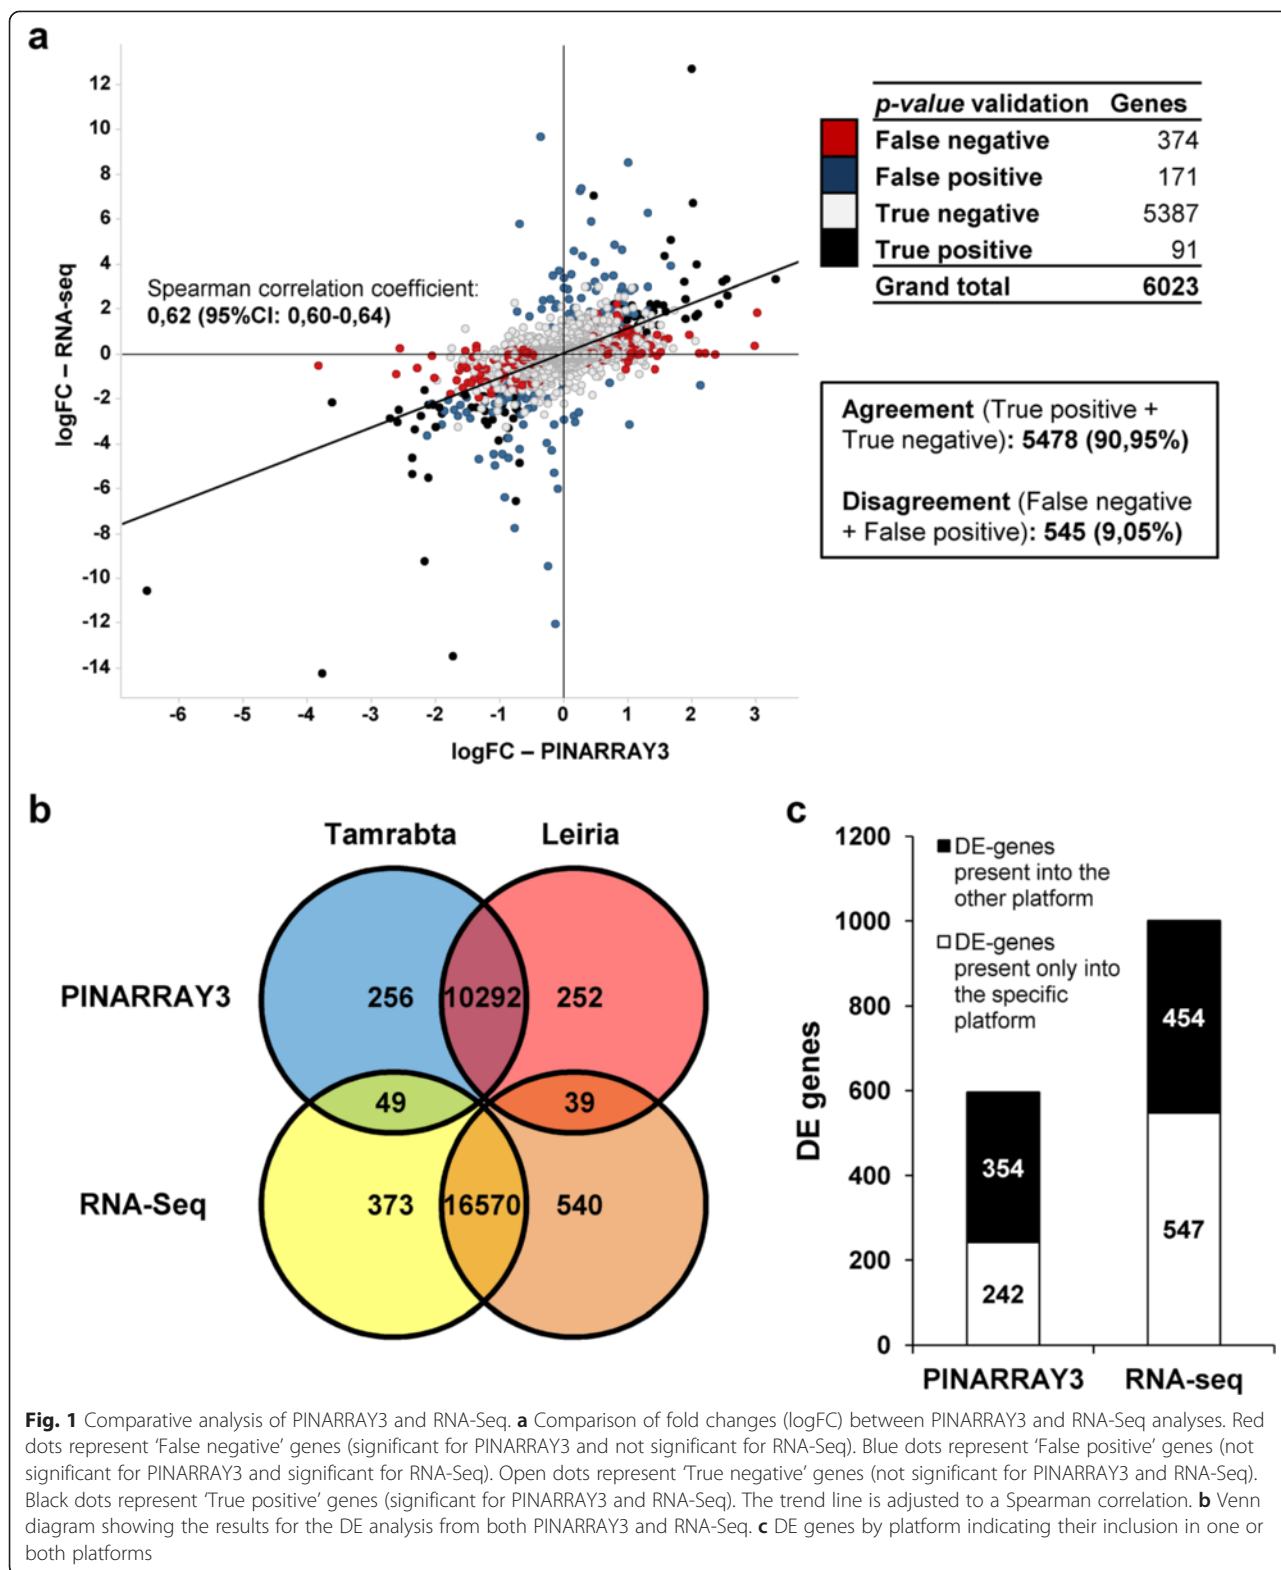 a
12
10
8
6
4
2
0
-2
-4
-6
-8
-10
-12
-14
logFC – RNA-seq
Spearman correlation coefficient:
0,62 (95%CI: 0,60-0,64)
-6 -5 -4 -3 -2 -1 0 1 2 3
logFC – PINARRAY3
p-value validation Genes
False negative 374
False positive 171
True negative 5387
True positive 91
Grand total 6023
Agreement (True positive +
True negative): 5478 (90,95%)
Disagreement (False negative
+ False positive): 545 (9,05%)
b
Tamrabta Leiria
PINARRAY3 256 10292 252
49 39
RNA-Seq 373 16570 540
c
1200
1000
800
600
400
200
0
DE genes
DE-genes
present into the
other platform
DE-genes
present only into
the specific
platform
454
354
547
242
PINARRAY3 RNA-seq
Fig. 1 Comparative analysis of PINARRAY3 and RNA-Seq. a Comparison of fold changes (logFC) between PINARRAY3 and RNA-Seq analyses. Red
dots represent ‘False negative’ genes (significant for PINARRAY3 and not significant for RNA-Seq). Blue dots represent ‘False positive’ genes (not
significant for PINARRAY3 and significant for RNA-Seq). Open dots represent ‘True negative’ genes (not significant for PINARRAY3 and RNA-Seq).
Black dots represent ‘True positive’ genes (significant for PINARRAY3 and RNA-Seq). The trend line is adjusted to a Spearman correlation. b Venn
diagram showing the results for the DE analysis from both PINARRAY3 and RNA-Seq. c DE genes by platform indicating their inclusion in one or
both platforms